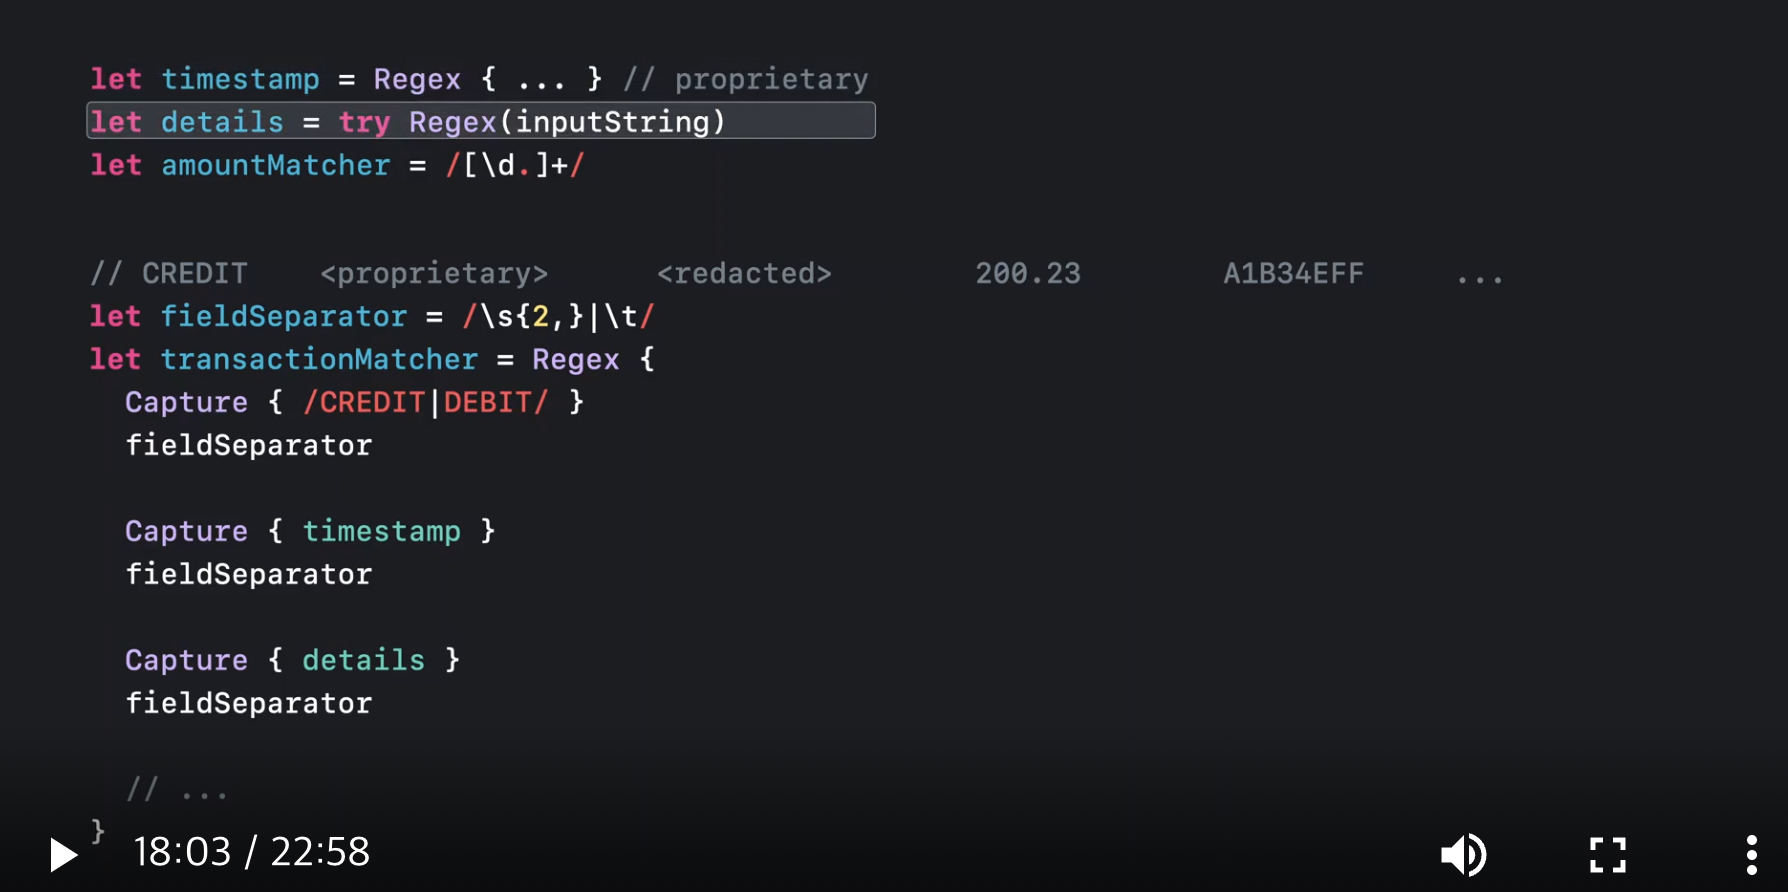 let timestamp = Regex { ... } // proprietary
let details = try Regex(inputString)
let amountMatcher = /[\d.]+/
// CREDIT    <proprietary>      <redacted>        200.23        A1B34EFF     ...
let fieldSeparator = /\s{2,}|\t/
let transactionMatcher = Regex {
  Capture { /CREDIT|DEBIT/ }
  fieldSeparator
  Capture { timestamp }
  fieldSeparator
  Capture { details }
  fieldSeparator
  // ...
}
18:03 / 22:58